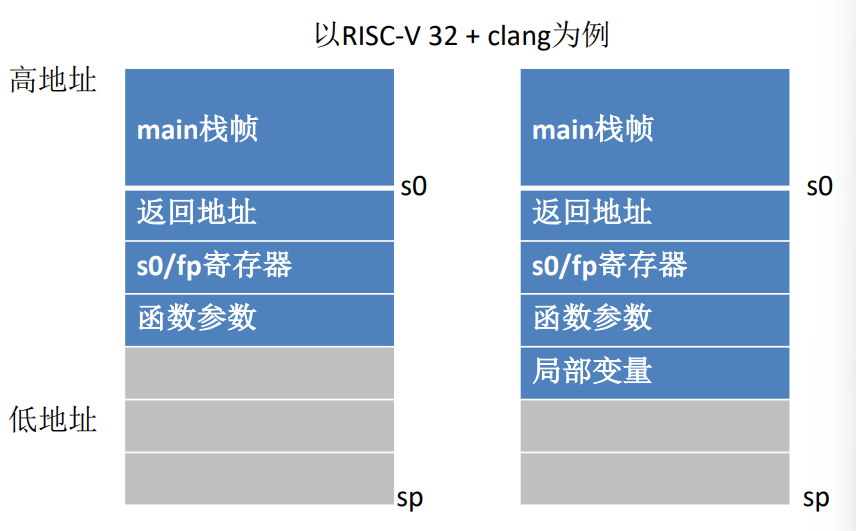 以RISC-V 32 + clang为例
高地址
main栈帧
s0
返回地址
s0/fp寄存器
函数参数
低地址
sp
main栈帧
s0
返回地址
s0/fp寄存器
函数参数
局部变量
sp